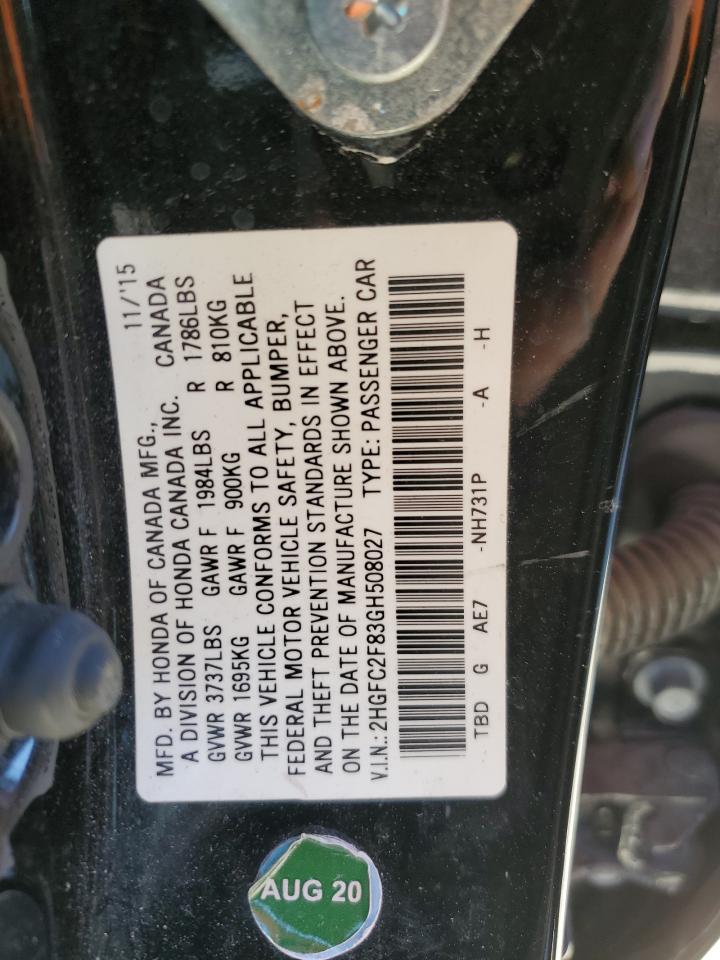 11/'15
MFD. BY HONDA OF CANADA MFG.,
A DIVISION OF HONDA CANADA INC. CANADA
GVWR 3737LBS GAWR F 1984LBS R 1786LBS
GVWR 1695KG GAWR F 900KG R 810KG
THIS VEHICLE CONFORMS TO ALL APPLICABLE
FEDERAL MOTOR VEHICLE SAFETY, BUMPER,
AND THEFT PREVENTION STANDARDS IN EFFECT
ON THE DATE OF MANUFACTURE SHOWN ABOVE.
V.I.N.:2HGFC2F83GH508027 TYPE: PASSENGER CAR
TBD G AE7 -NH731P -A -H
AUG 20